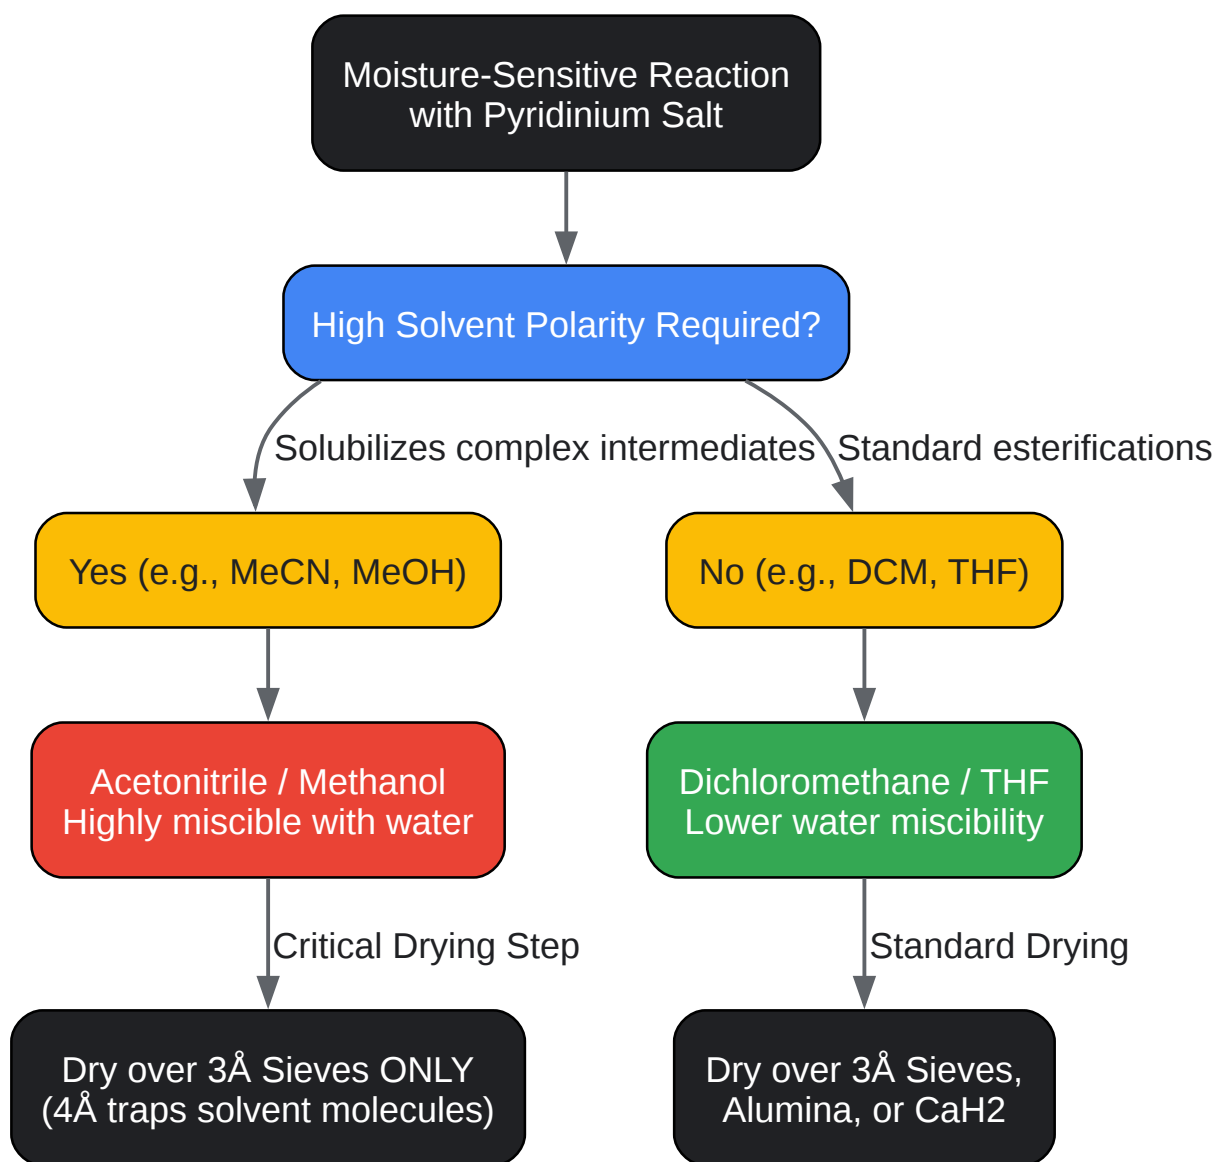 Moisture-Sensitive Reaction
with Pyridinium Salt
High Solvent Polarity Required?
Solubilizes complex intermediates
Standard esterifications
Yes (e.g., MeCN, MeOH)
No (e.g., DCM, THF)
Acetonitrile / Methanol
Highly miscible with water
Dichloromethane / THF
Lower water miscibility
Critical Drying Step
Standard Drying
Dry over 3Å Sieves ONLY
(4Å traps solvent molecules)
Dry over 3Å Sieves,
Alumina, or CaH2